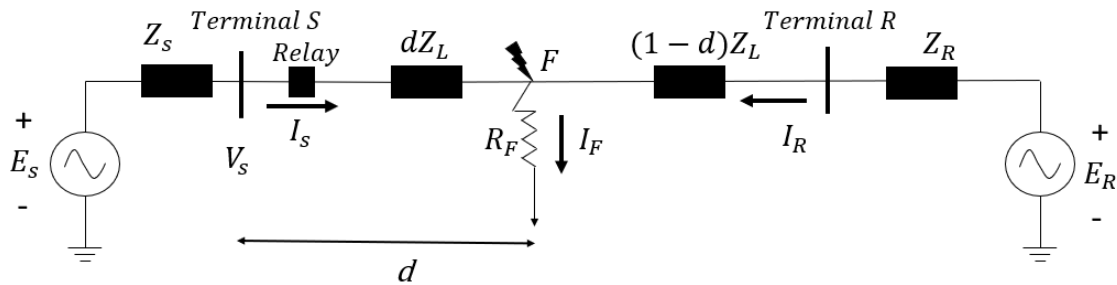 Terminal S
Terminal R
Z_s
Relay
dZ_L
F
(1 − d)Z_L
Z_R
+
E_s
-
I_s
V_s
R_F
I_F
I_R
+
E_R
-
d